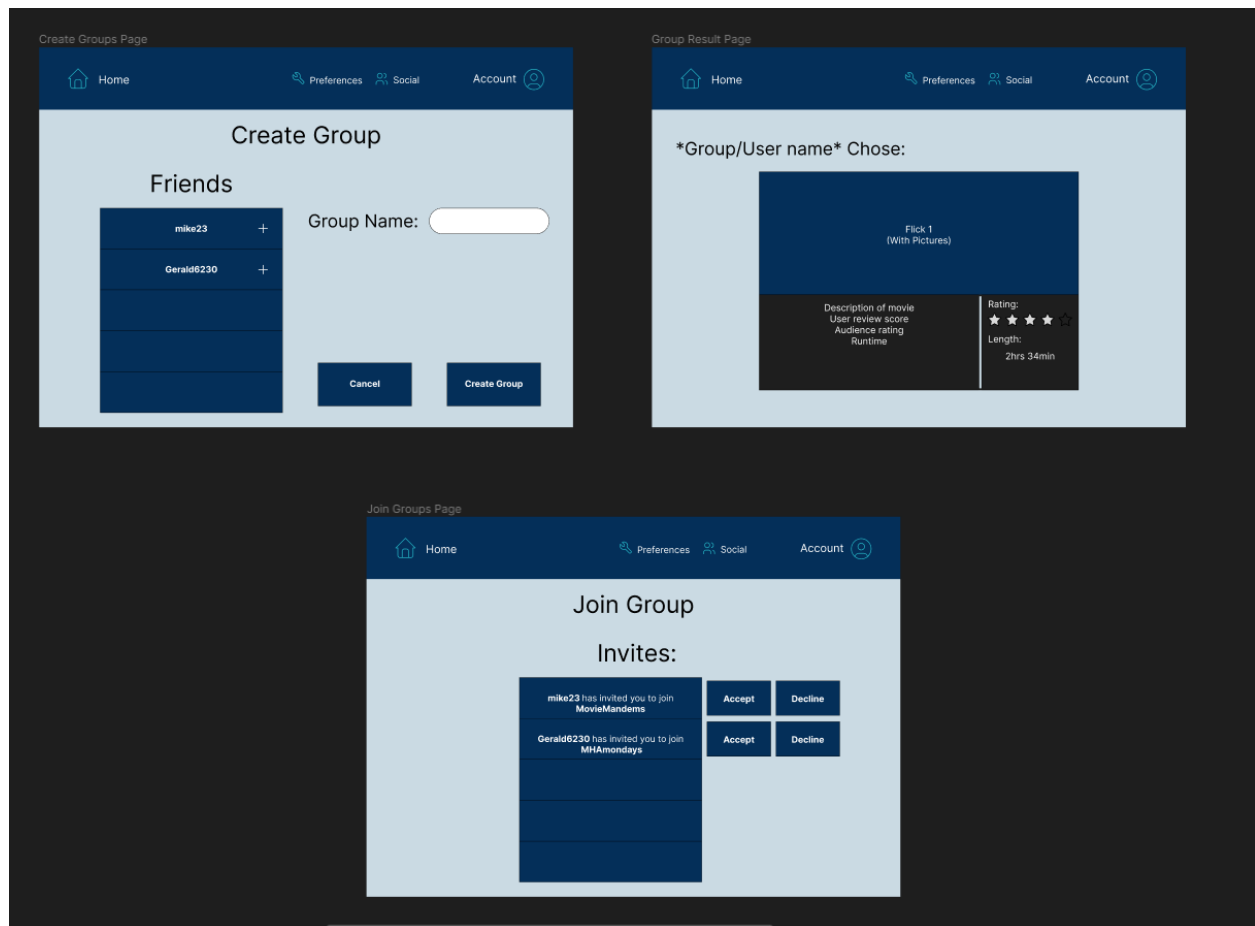 Create Groups Page
Home
Preferences
Social
Account
Create Group
Friends
mike23 +
Gerald6230 +
Group Name:
Cancel
Create Group
Group Result Page
Home
Preferences
Social
Account
*Group/User name* Chose:
Flick 1
(With Pictures)
Description of movie
User review score
Audience rating
Runtime
Rating:
Length:
2hrs 34min
Join Groups Page
Home
Preferences
Social
Account
Join Group
Invites:
mike23 has invited you to join
MovieMandems
Accept
Decline
Gerald6230 has invited you to join
MHAmondays
Accept
Decline